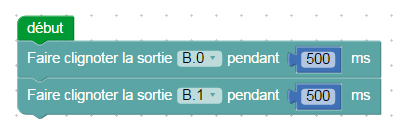 début
Faire clignoter la sortie B.0 pendant 500 ms
Faire clignoter la sortie B.1 pendant 500 ms